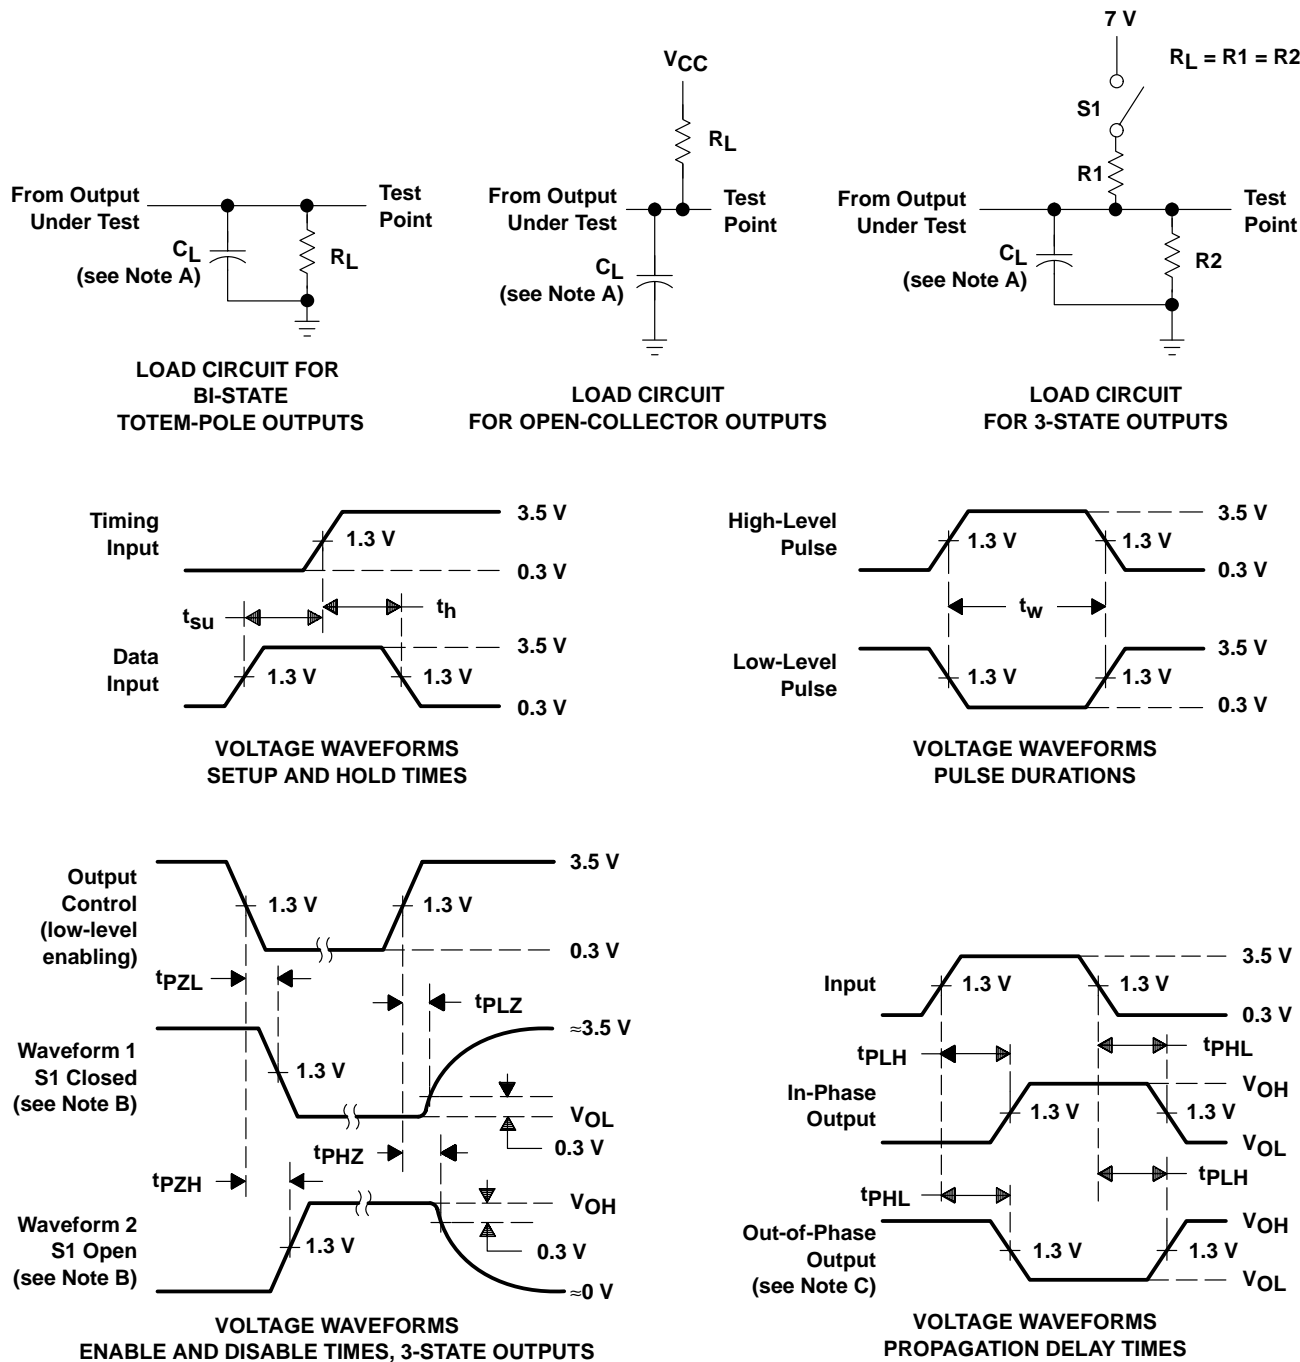 7 V
RL = R1 = R2
VCC
S1
RL
R1
From Output
Under Test
Test
Point
CL
(see Note A)
RL
From Output
Under Test
Test
Point
CL
(see Note A)
From Output
Under Test
Test
Point
CL
(see Note A)
R2
LOAD CIRCUIT FOR
BI-STATE
TOTEM-POLE OUTPUTS
LOAD CIRCUIT
FOR OPEN-COLLECTOR OUTPUTS
LOAD CIRCUIT
FOR 3-STATE OUTPUTS
Timing
Input
3.5 V
1.3 V
0.3 V
tsu
th
Data
Input
3.5 V
1.3 V
1.3 V
0.3 V
VOLTAGE WAVEFORMS
SETUP AND HOLD TIMES
High-Level
Pulse
3.5 V
1.3 V
1.3 V
0.3 V
tw
Low-Level
Pulse
3.5 V
1.3 V
1.3 V
0.3 V
VOLTAGE WAVEFORMS
PULSE DURATIONS
Output
Control
(low-level
enabling)
3.5 V
1.3 V
1.3 V
0.3 V
tPZL
tPLZ
Waveform 1
S1 Closed
(see Note B)
≈3.5 V
1.3 V
VOL
0.3 V
tPHZ
tPZH
Waveform 2
S1 Open
(see Note B)
VOH
1.3 V
0.3 V
≈0 V
VOLTAGE WAVEFORMS
ENABLE AND DISABLE TIMES, 3-STATE OUTPUTS
Input
3.5 V
1.3 V
1.3 V
0.3 V
tPLH
tPHL
In-Phase
Output
VOH
1.3 V
1.3 V
VOL
tPHL
tPLH
Out-of-Phase
Output
(see Note C)
VOH
1.3 V
1.3 V
VOL
VOLTAGE WAVEFORMS
PROPAGATION DELAY TIMES